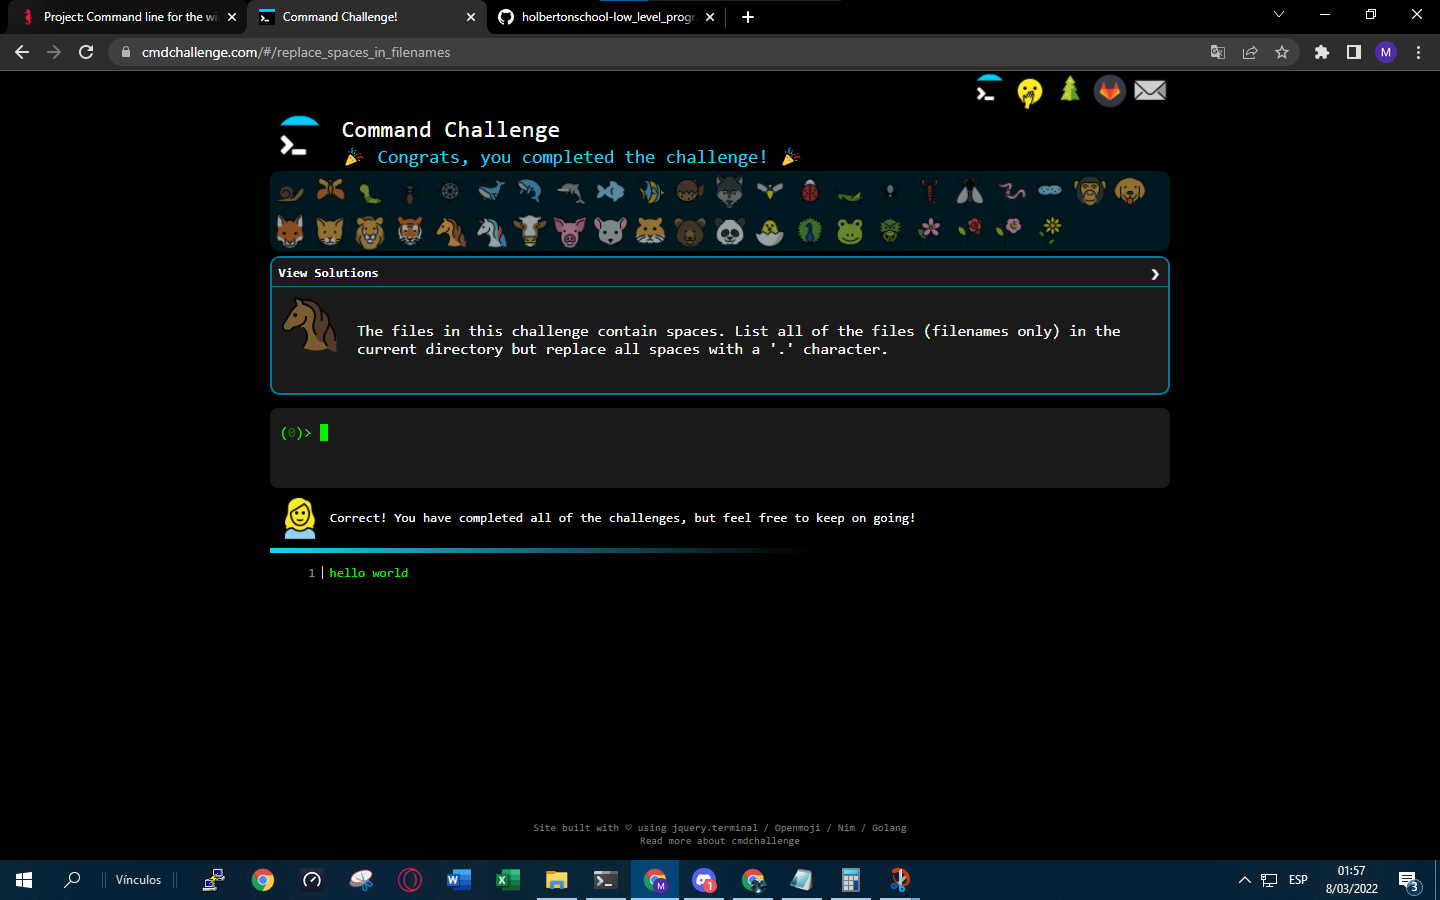 Project: Command line for the wi
Command Challenge!
holbertonschool-low_level_prog
cmdchallenge.com/#/replace_spaces_in_filenames
M
Command Challenge
Congrats, you completed the challenge!
View Solutions
The files in this challenge contain spaces. List all of the files (filenames only) in the
current directory but replace all spaces with a '.' character.
(0)>
Correct! You have completed all of the challenges, but feel free to keep on going!
1 hello world
Site built with ♡ using jquery.terminal / Openmoji / Nim / Golang
Read more about cmdchallenge
Vínculos
M
1
ESP
01:57
8/03/2022
3